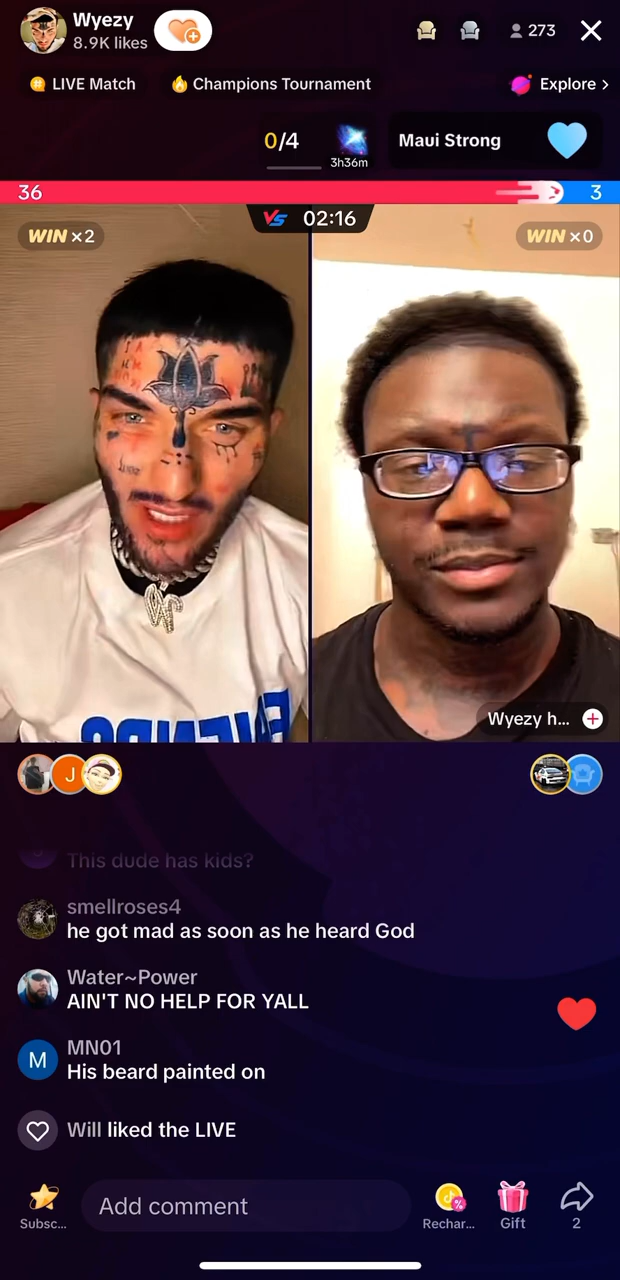 Wyezy
8.9K likes
273
LIVE Match
Champions Tournament
Explore >
0/4
3h36m
Maui Strong
36
3
VS 02:16
WIN ×2
WIN ×0
Wyezy h...
J
This dude has kids?
smellroses4
he got mad as soon as he heard God
Water~Power
AIN'T NO HELP FOR YALL
M
MN01
His beard painted on
Will liked the LIVE
Add comment
Subsc...
Rechar...
Gift
2